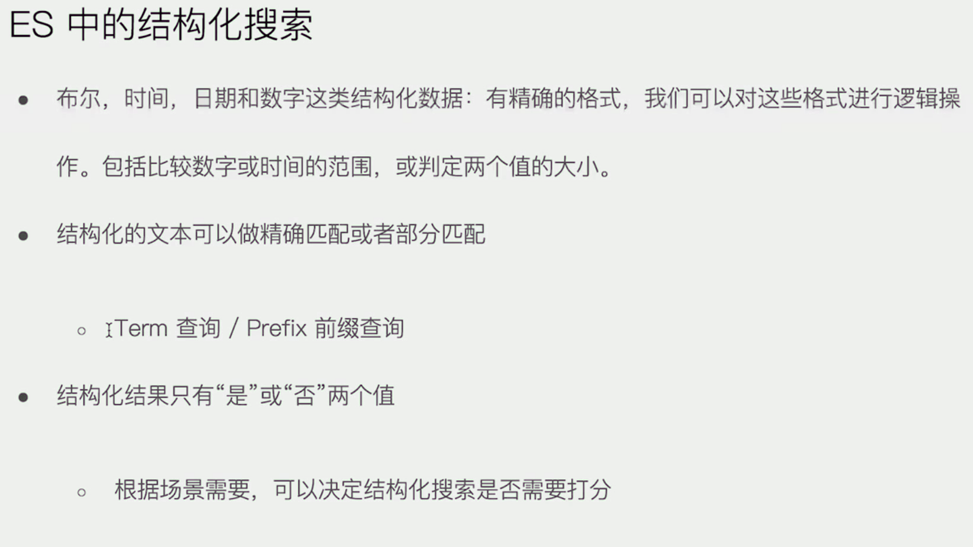 ES 中的结构化搜索
● 布尔，时间，日期和数字这类结构化数据：有精确的格式，我们可以对这些格式进行逻辑操
作。包括比较数字或时间的范围，或判定两个值的大小。
● 结构化的文本可以做精确匹配或者部分匹配
○ Term 查询 / Prefix 前缀查询
● 结构化结果只有“是”或“否”两个值
○ 根据场景需要，可以决定结构化搜索是否需要打分